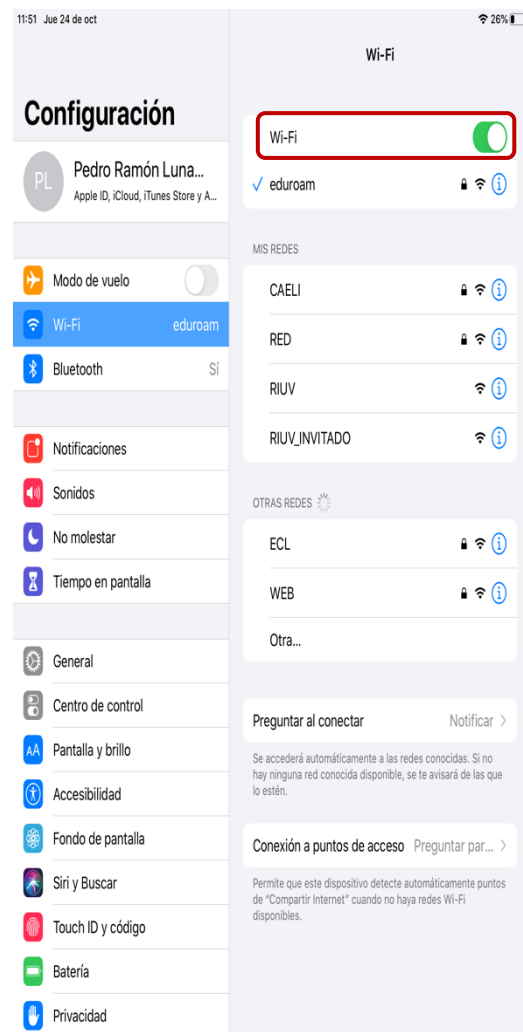 11:51 Jue 24 de oct
26%
Configuración
PL
Pedro Ramón Luna...
Apple ID, iCloud, iTunes Store y A...
Modo de vuelo
Wi-Fi eduroam
Bluetooth Sí
Notificaciones
Sonidos
No molestar
Tiempo en pantalla
General
Centro de control
AA Pantalla y brillo
Accesibilidad
Fondo de pantalla
Siri y Buscar
Touch ID y código
Batería
Privacidad
Wi-Fi
Wi-Fi
eduroam
MIS REDES
CAELI
RED
RIUV
RIUV_INVITADO
OTRAS REDES
ECL
WEB
Otra...
Preguntar al conectar Notificar
Se accederá automáticamente a las redes conocidas. Si no
hay ninguna red conocida disponible, se te avisará de las que
lo estén.
Conexión a puntos de acceso Preguntar par...
Permite que este dispositivo detecte automáticamente puntos
de “Compartir Internet” cuando no haya redes Wi-Fi
disponibles.